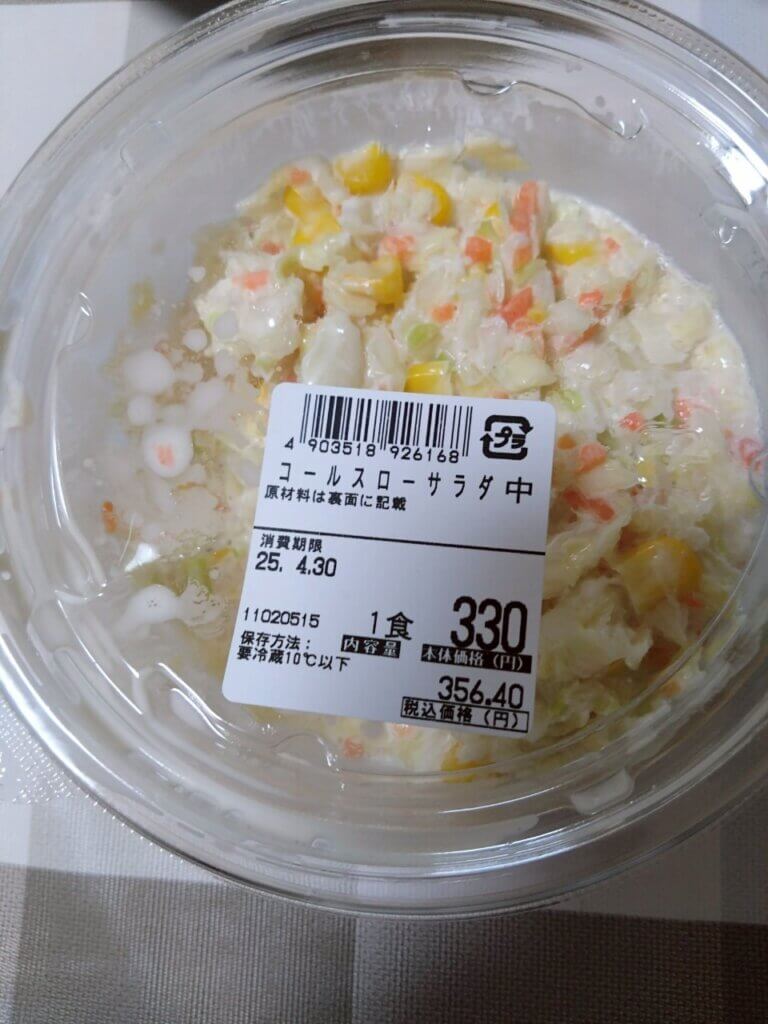 プラ
4 903518 926168
コールスローサラダ 中
原材料は裏面に記載
消費期限
25. 4.30
11020515
1食
330
保存方法:
内容量
本体価格(円)
要冷蔵10℃以下
356.40
税込価格(円)